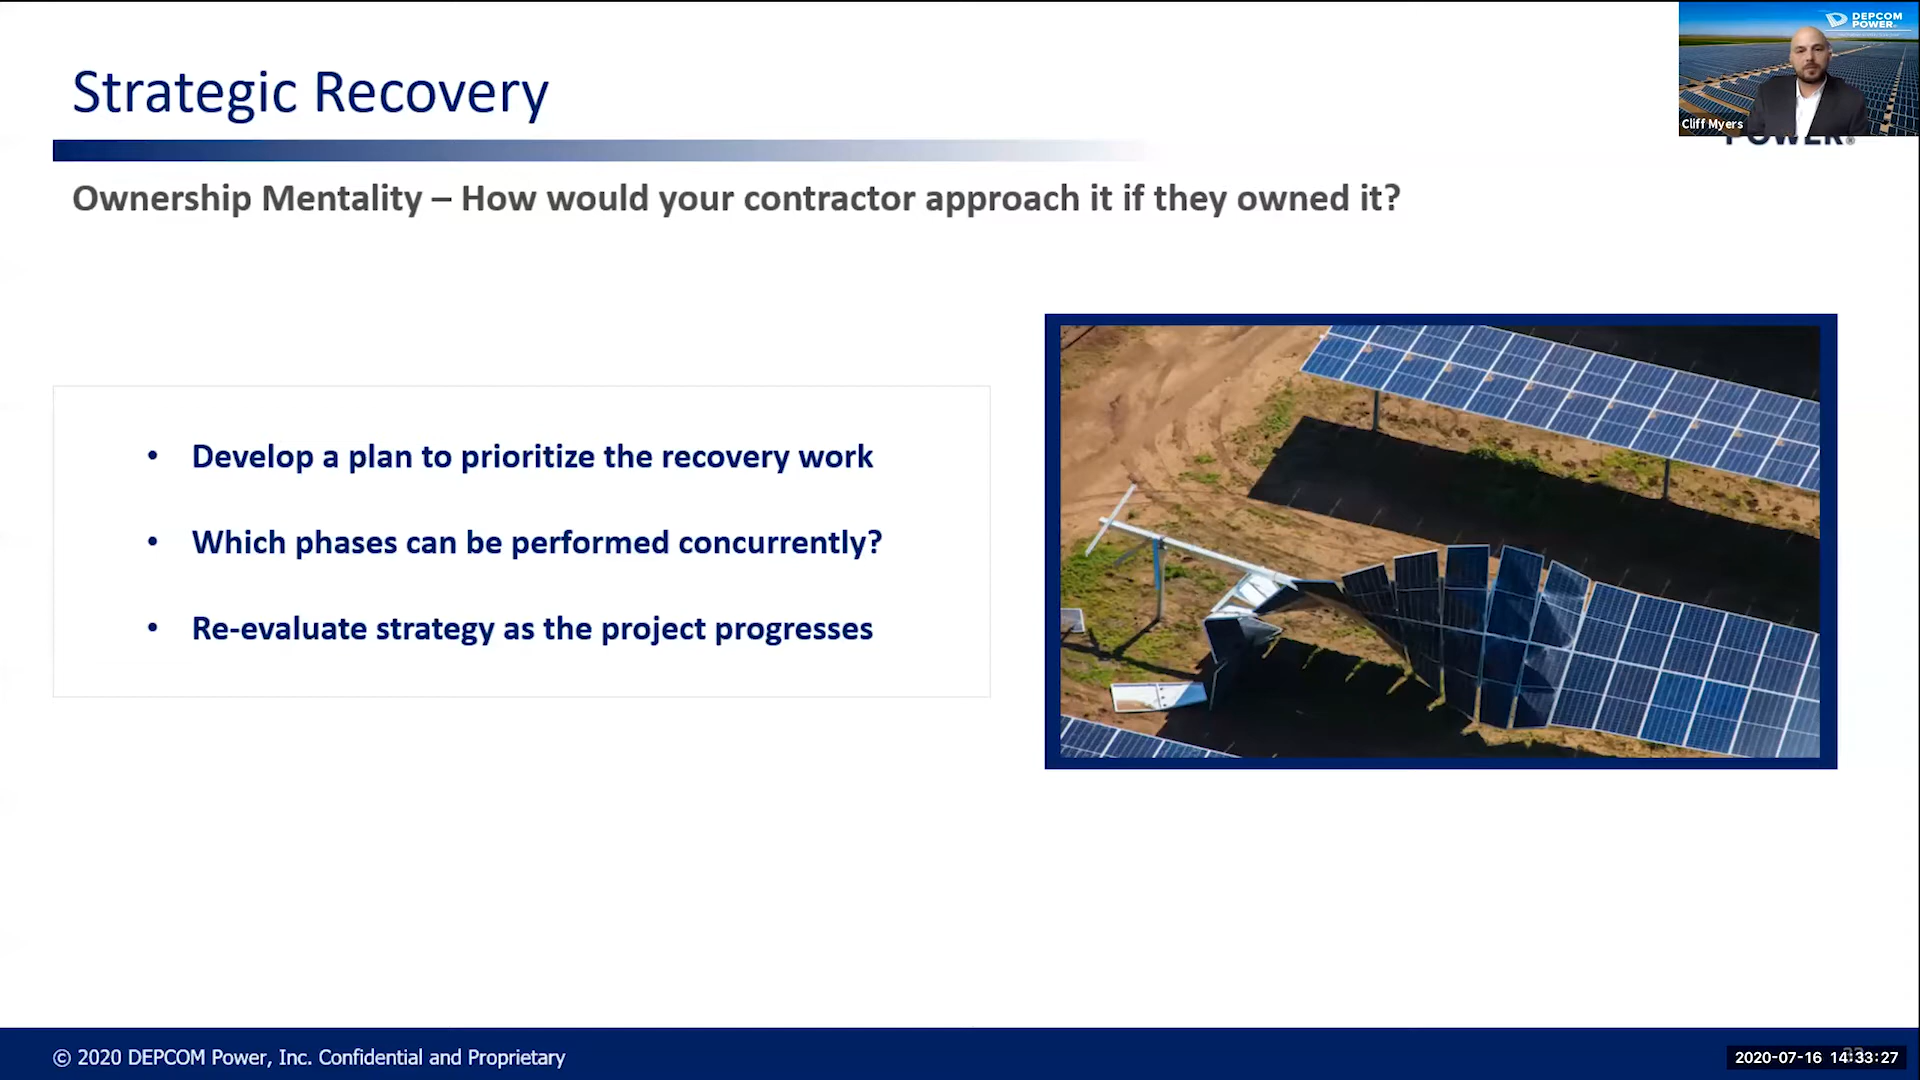 Strategic Recovery
DEPCOM
POWER
Cliff Myers
POWER®
Ownership Mentality – How would your contractor approach it if they owned it?
• Develop a plan to prioritize the recovery work
• Which phases can be performed concurrently?
• Re-evaluate strategy as the project progresses
© 2020 DEPCOM Power, Inc. Confidential and Proprietary
2020-07-16 14:33:27